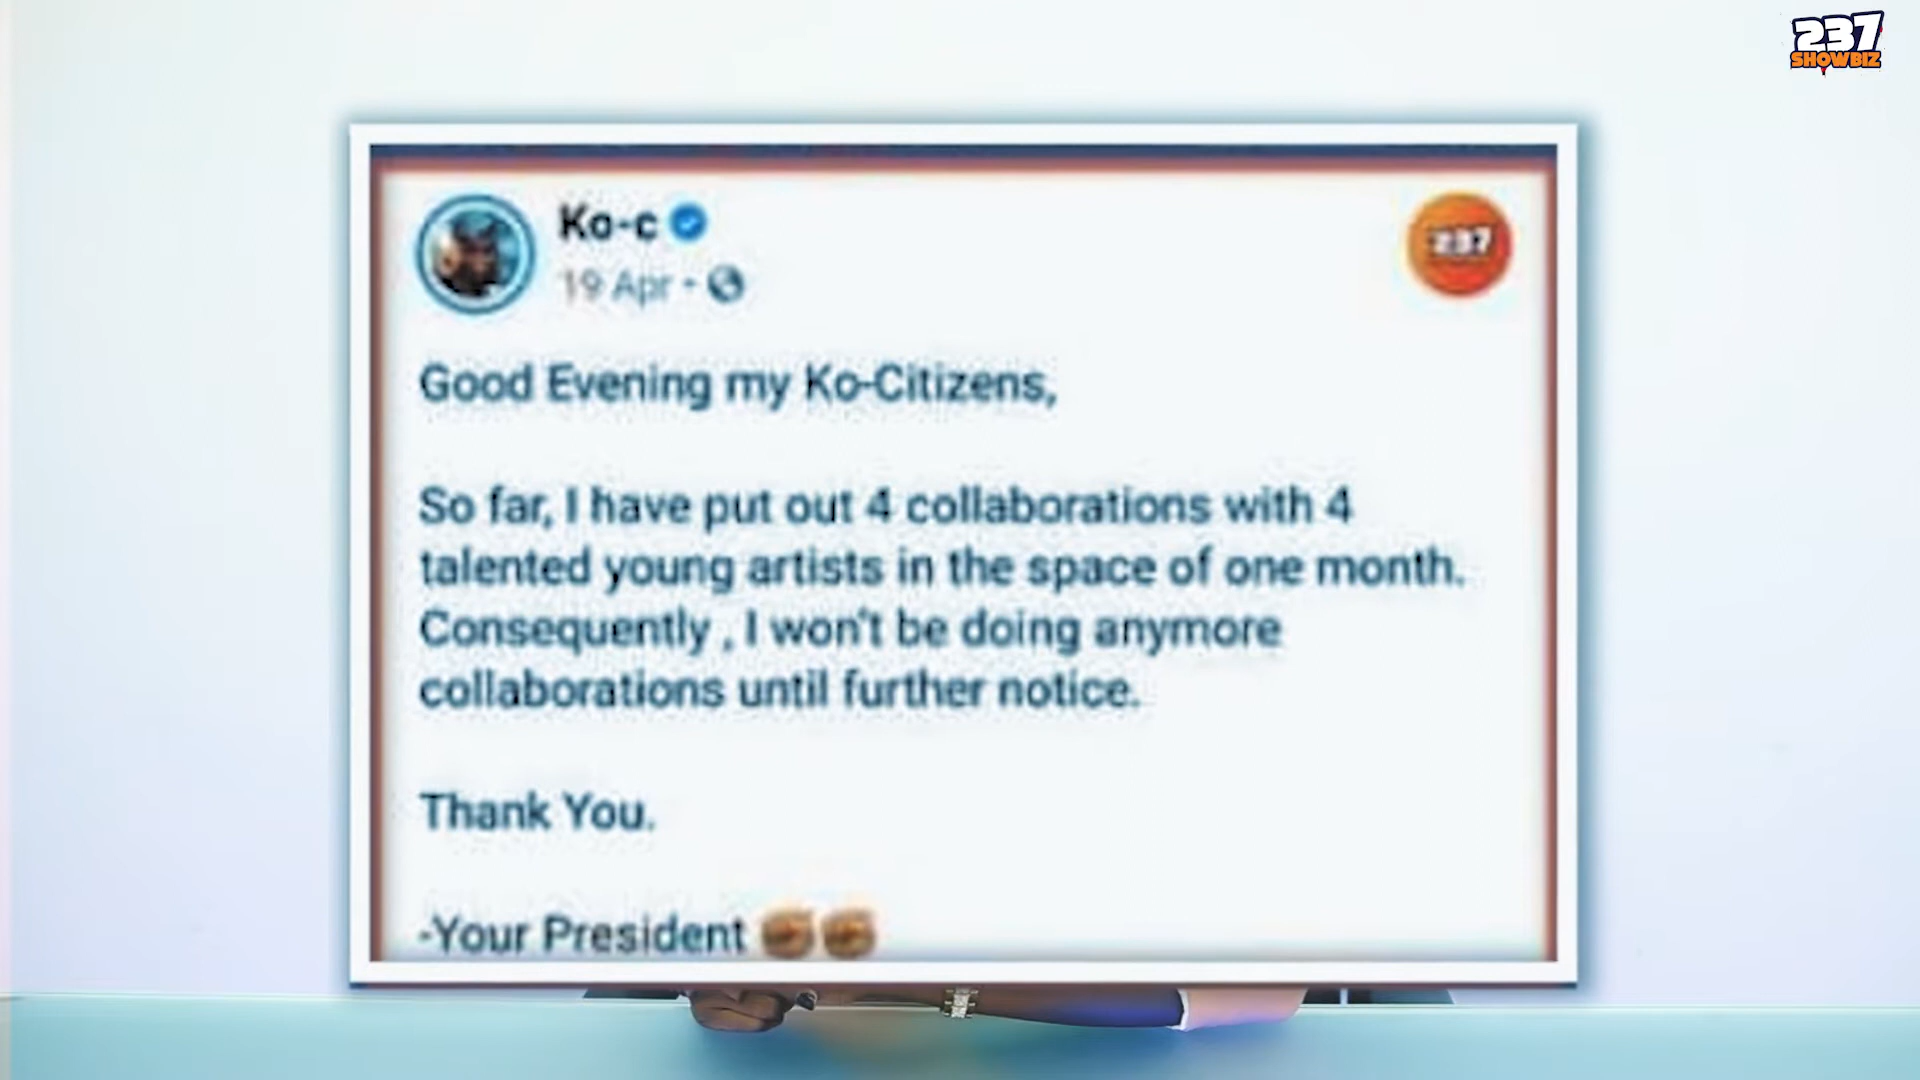 237
SHOWBIZ
Ko-c
19 Apr
237
Good Evening my Ko-Citizens,
So far, I have put out 4 collaborations with 4
talented young artists in the space of one month.
Consequently , I won't be doing anymore
collaborations until further notice.
Thank You.
-Your President ✊🏾✊🏾